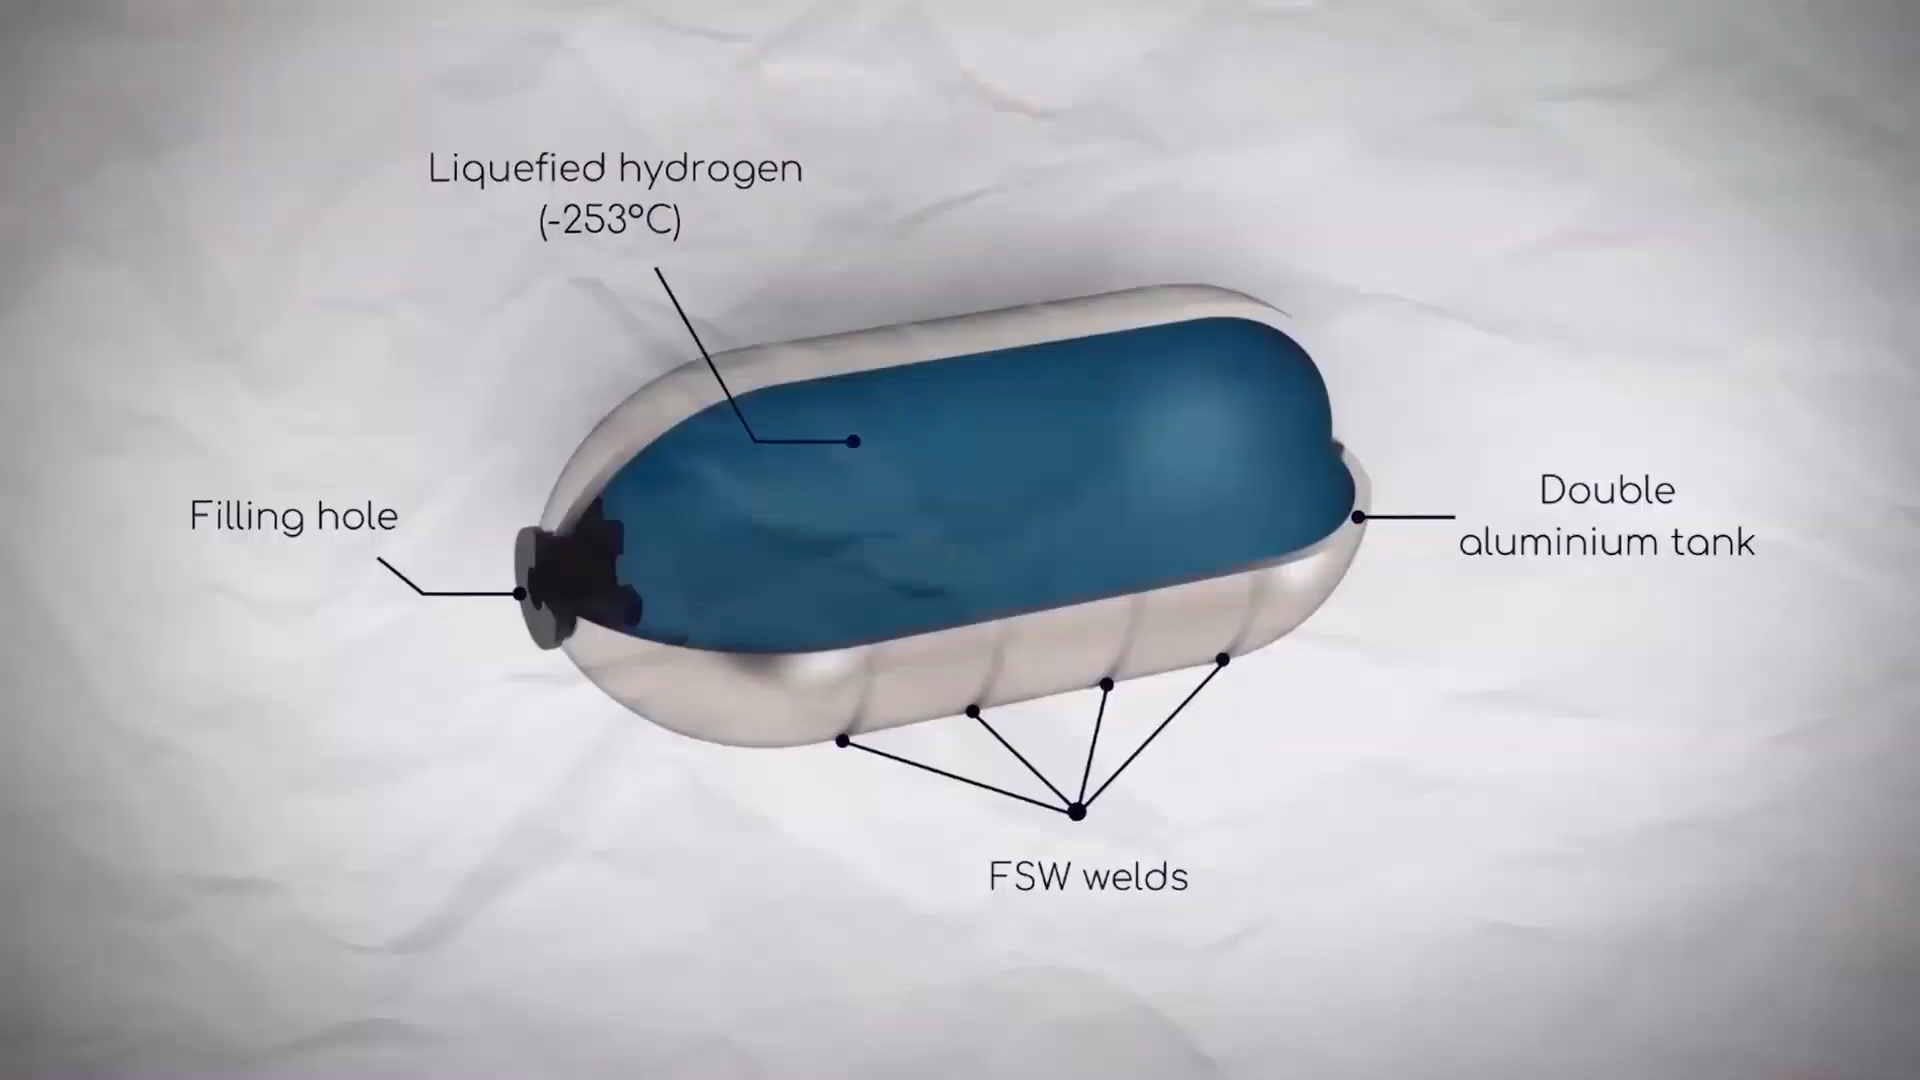 Liquefied hydrogen
(-253°C)
Filling hole
Double
aluminium tank
FSW welds